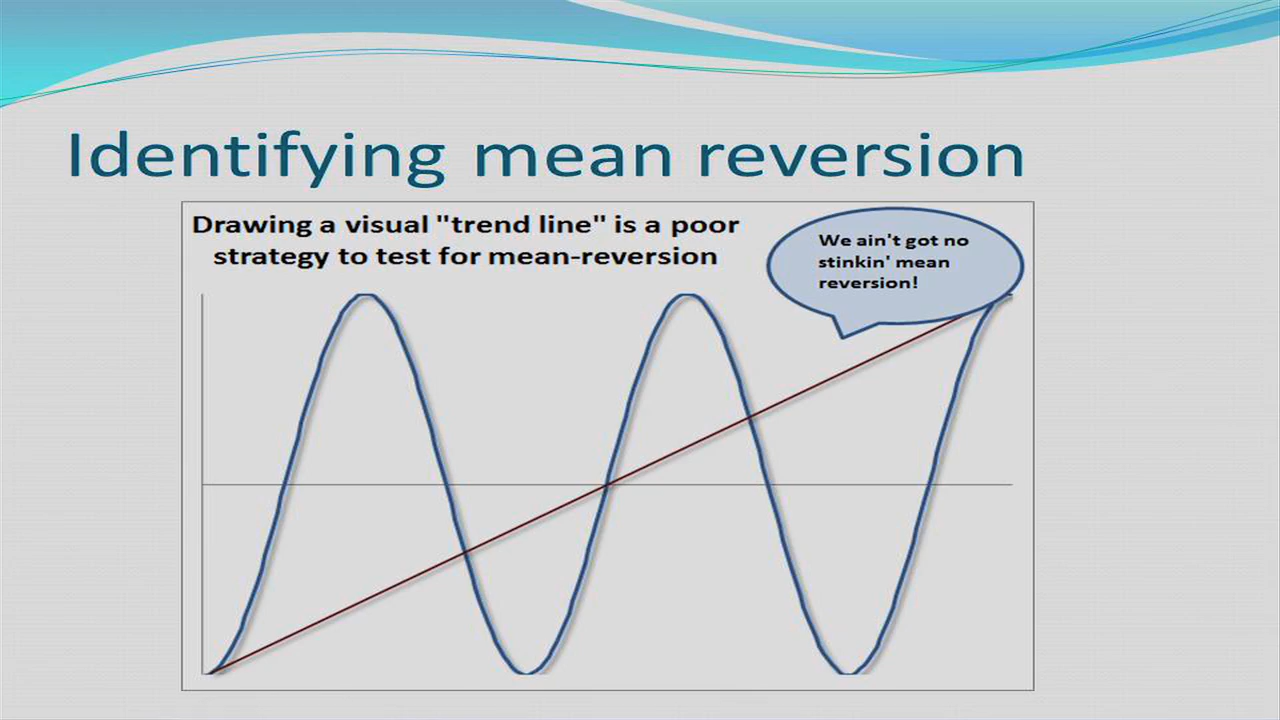 Identifying mean reversion
Drawing a visual "trend line" is a poor
strategy to test for mean-reversion
We ain't got no
stinkin' mean
reversion!